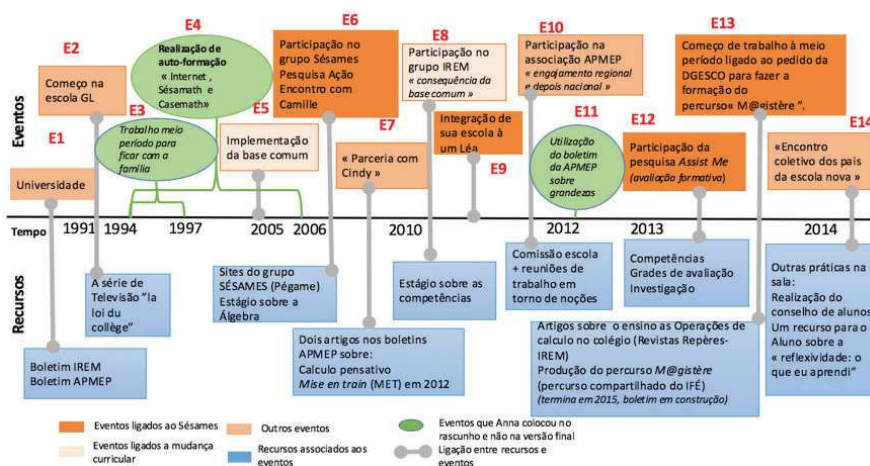 E4
E6
E13
E2
Realização de
auto-formação
« Internet ,
Sésamath e
Casemath»
Participação no
grupo Sésames
Pesquisa Ação
Encontro com
Camille
E8
E10
Começo de trabalho à meio
período ligado ao pedido da
DGESCO para fazer a
formação do
percurso« M@gistère ”.
Participação no
grupo IREM
« consequência da
base comum »
Participação na
associação APMEP
« engajamento regional
e depois nacional »
Começo na
escola GL
E3
E5
E11
E12
E1
Trabalho meio
período para
ficar com a
família
Implementação
da base comum
E7
Integração de
sua escola à
um Léa
Utilização
do boletim
da APMEP
sobre
grandezas
E14
Participação da
pesquisa Assist Me
(avaliação formativa)
« Parceria com
Cindy »
E9
«Encontro
coletivo dos pais
da escola nova »
Universidade
Eventos
Tempo
1991
1994
1997
2005
2006
2010
2012
2013
2014
Recursos
A série de
Televisão ”la
loi du
collège”
Sites do grupo
SÉSAMES (Pégame)
Estágio sobre a
Álgebra
Estágio sobre as
competências
Comissão escola
+ reuniões de
trabalho em
torno de noções
Competências
Grades de avaliação
Investigação
Outras práticas na
sala:
Realização do
conselho de alunos
Um recurso para o
Aluno sobre a
« reflexividade: o
que eu aprendi”
Boletim IREM
Boletim APMEP
Dois artigos nos boletins
APMEP sobre:
Calculo pensativo
Mise en train (MET) em 2012
Artigos sobre o ensino as Operações de
calculo no colégio (Revistas Repères-
IREM)
Produção do percurso M@gistère
(percurso compartilhado do IFÉ)
(termina em 2015, boletim em construção)
Eventos ligados ao Sésames
Outros eventos
Eventos que Anna colocou no
rascunho e não na versão final
Eventos ligados a mudança
curricular
Recursos associados aos
eventos
Ligação entre recursos e
eventos